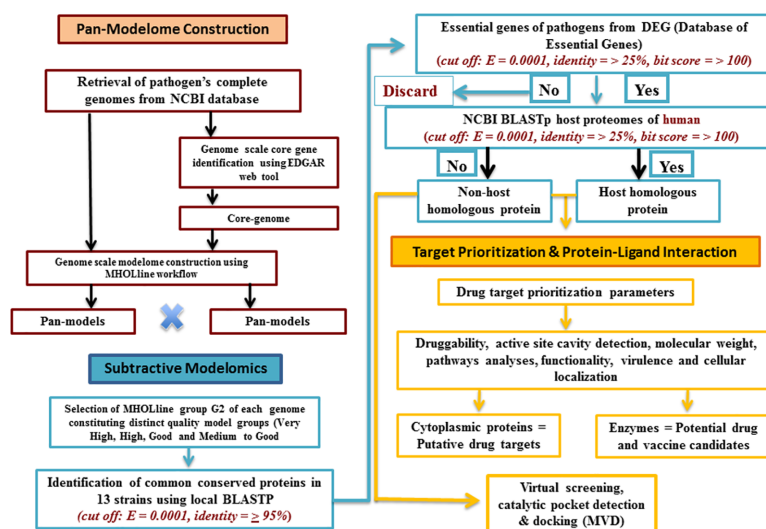 Pan-Modelome Construction
Retrieval of pathogen's complete
genomes from NCBI database
Genome scale core gene
identification using EDGAR
web tool
Core-genome
Genome scale modelome construction using
MHOLline workflow
Pan-models
Pan-models
Subtractive Modelomics
Selection of MHOLline group G2 of each genome
constituting distinct quality model groups (Very
High, High, Good and Medium to Good
Identification of common conserved proteins in
13 strains using local BLASTP
(cut off: E = 0.0001, identity = ≥ 95%)
Essential genes of pathogens from DEG (Database
of Essential Genes)
(cut off: E = 0.0001, identity = > 25%, bit score = > 100)
Discard
No
Yes
NCBI BLASTp host proteomes of human
(cut off: E = 0.0001, identity = > 25%, bit score = > 100)
No
Yes
Non-host
homologous protein
Host homologous
protein
Target Prioritization & Protein-Ligand Interaction
Drug target prioritization parameters
Druggability, active site cavity detection, molecular weight,
pathways analyses, functionality, virulence and cellular
localization
Cytoplasmic proteins =
Putative drug targets
Enzymes = Potential drug
and vaccine candidates
Virtual screening,
catalytic pocket detection
& docking (MVD)